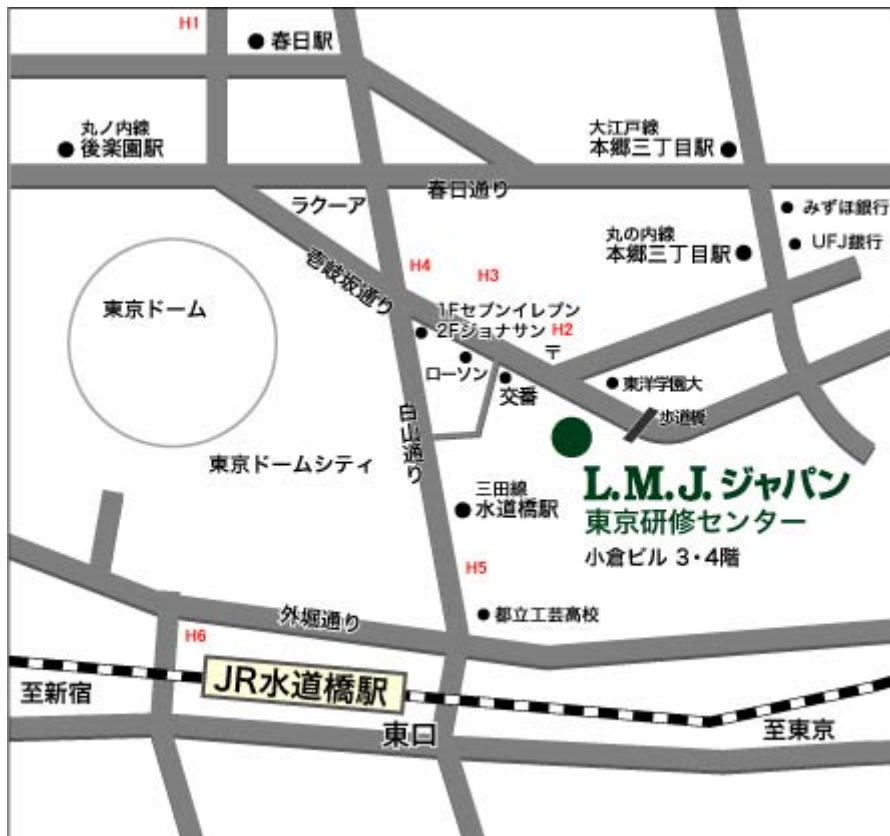 H1
春日駅
丸ノ内線
後楽園駅
大江戸線
本郷三丁目駅
春日通り
ラクーア
みずほ銀行
UFJ銀行
丸の内線
本郷三丁目駅
壱岐坂通り
H4
H3
東京ドーム
1Fセブンイレブン
2Fジョナサン
H2
〒
ローソン
交番
東洋学園大
歩道橋
白山通り
東京ドームシティ
L.M.J.ジャパン
東京研修センター
小倉ビル 3・4階
三田線
水道橋駅
H5
都立工芸高校
外堀通り
H6
JR水道橋駅
至新宿
東口
至東京